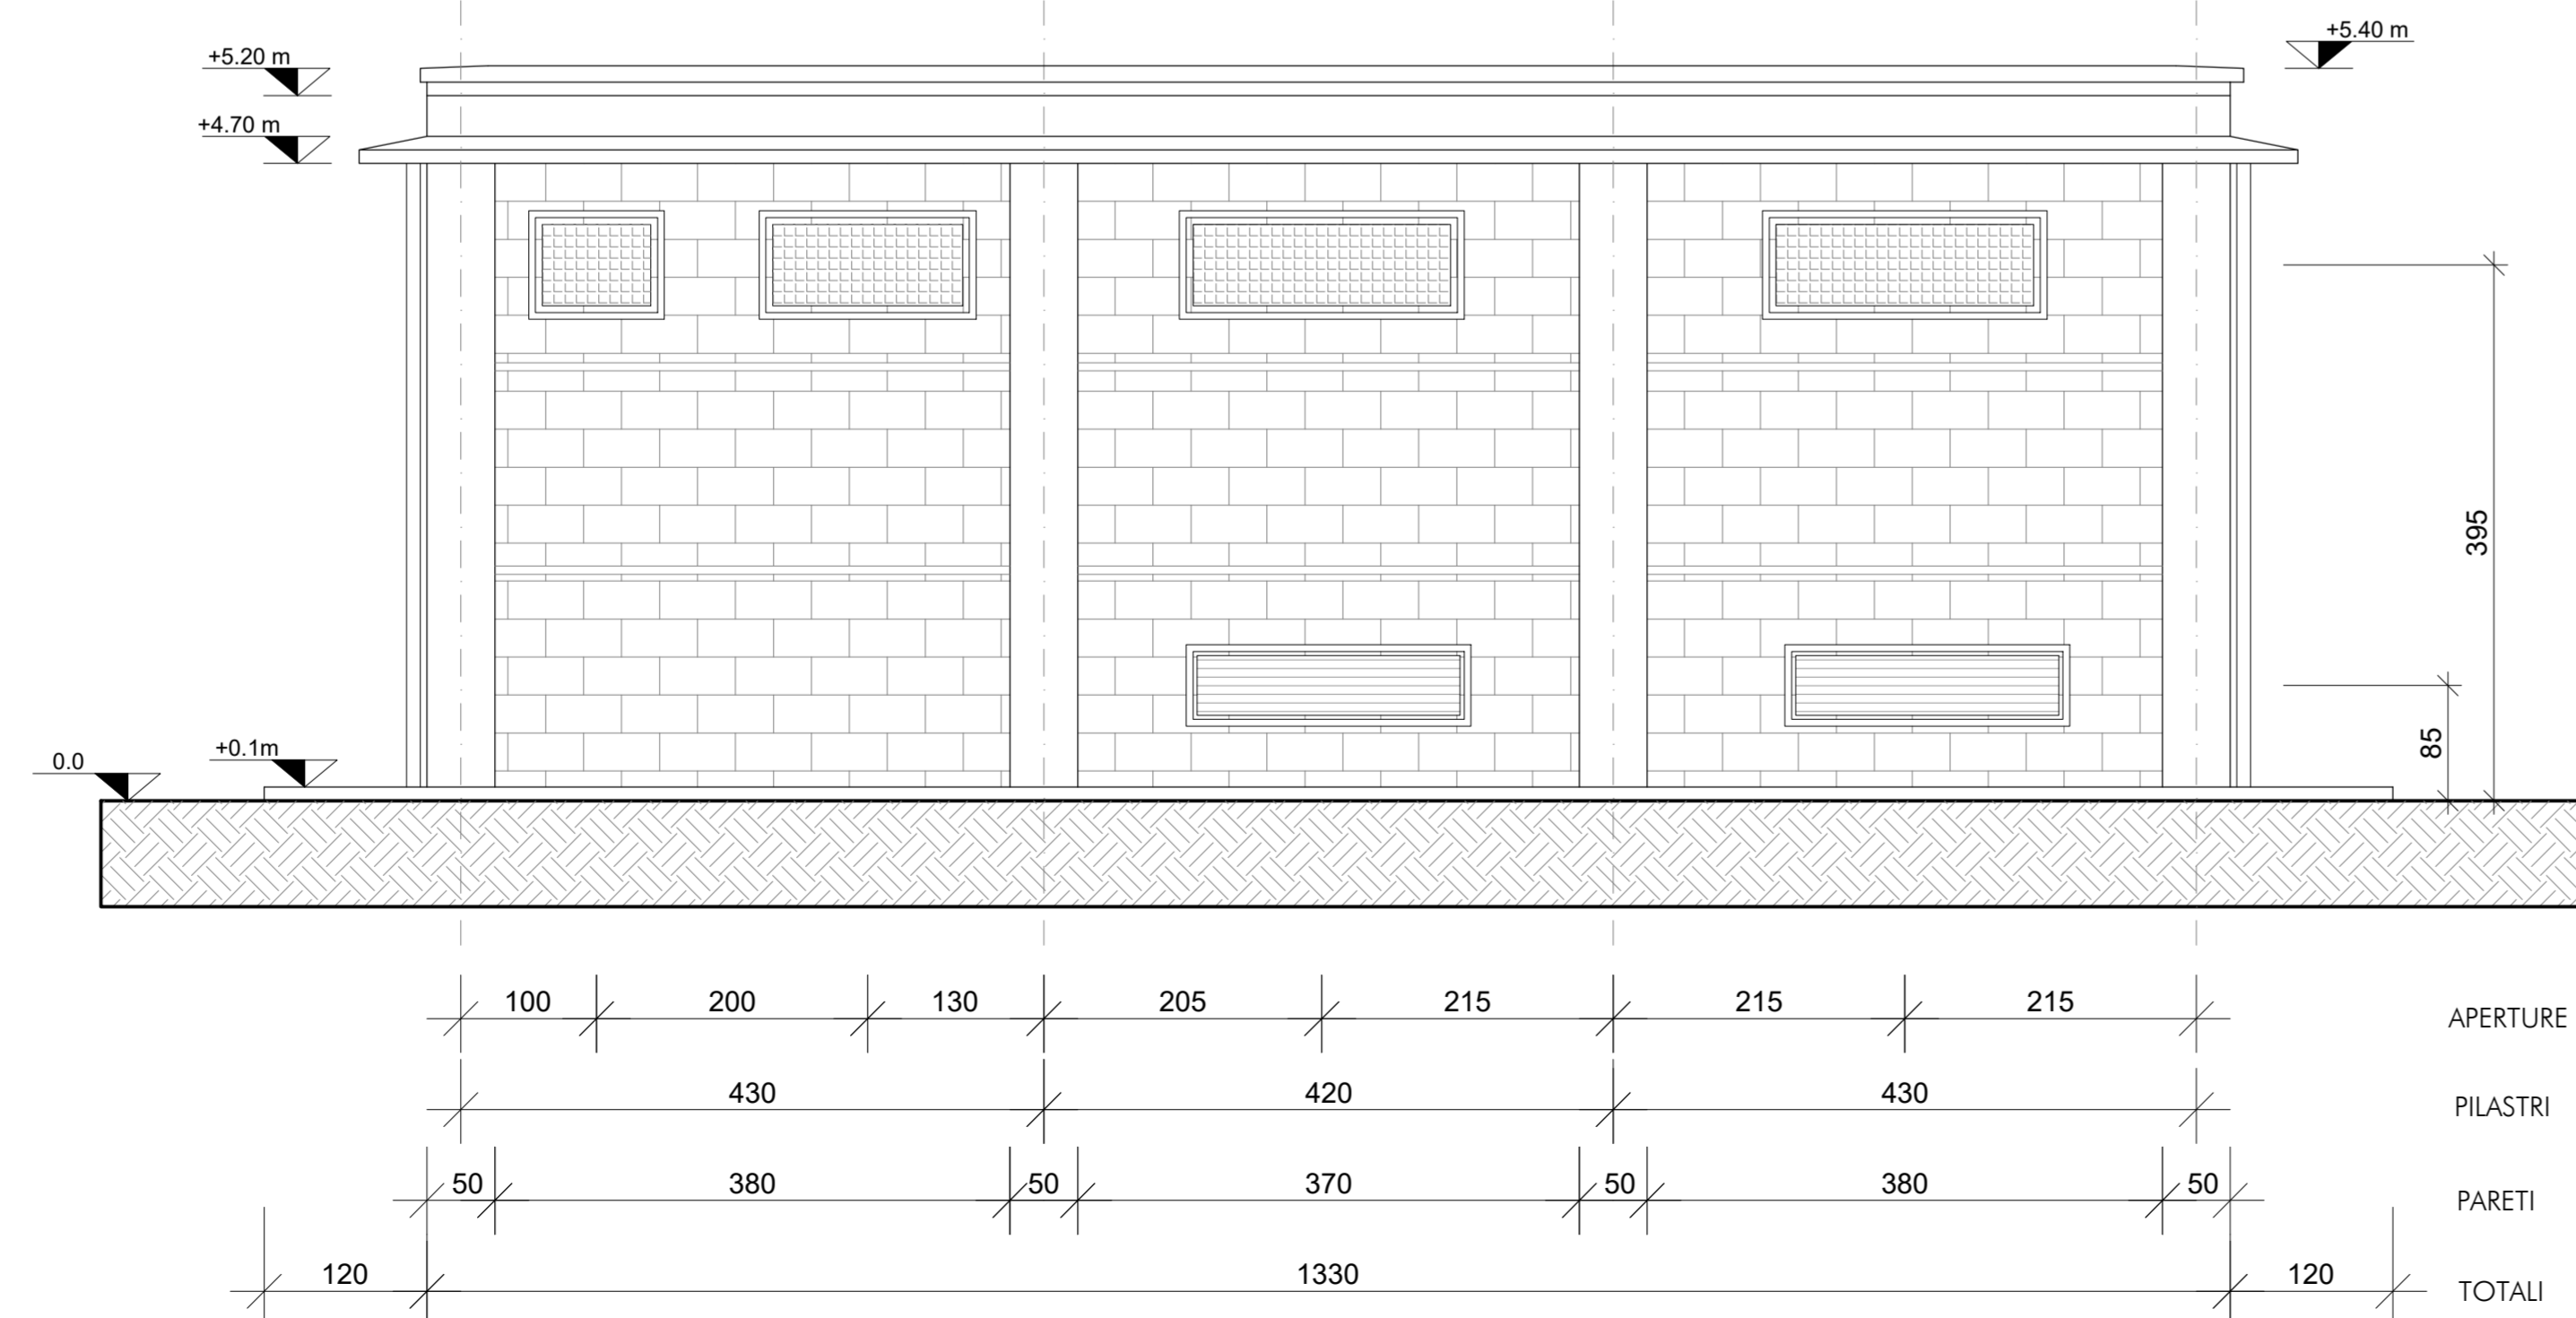 +5.20 m
+5.40 m
+4.70 m
395
85
0.0
+0.1m
100 200 130 205 215 215 215 APERTURE
430 420 430 PILASTRI
50 380 50 370 50 380 50 PARETI
120 1330 120 TOTALI